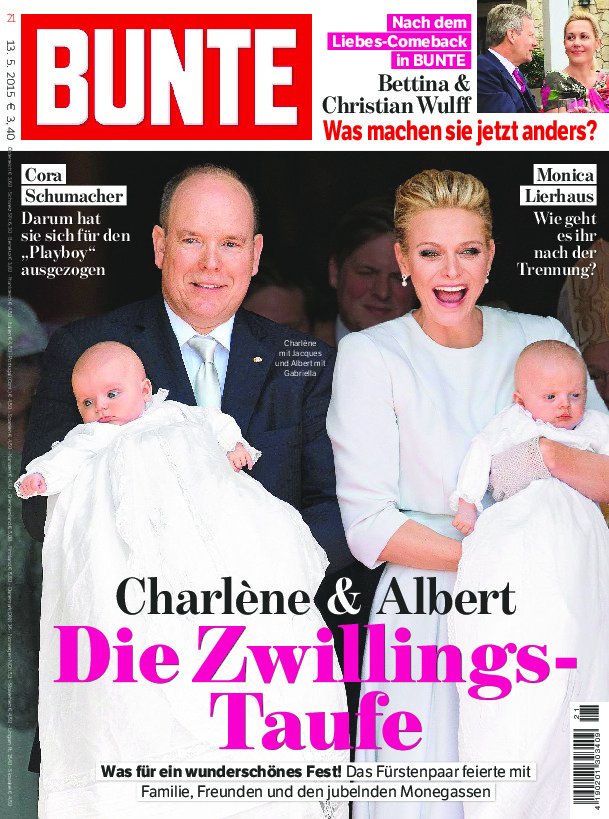 21
13. 5. 2015 € 3,40
BUNTE
Nach dem
Liebes-Comeback
in BUNTE
Bettina &
Christian Wulff
Was machen sie jetzt anders?
Cora
Schumacher
Darum hat
sie sich für den
„Playboy“
ausgezogen
Monica
Lierhaus
Wie geht
es ihr
nach der
Trennung?
Charlène
mit Jacques
und Albert mit
Gabriella
Charlène & Albert
Die Zwillings-
Taufe
Was für ein wunderschönes Fest! Das Fürstenpaar feierte mit
Familie, Freunden und den jubelnden Monegassen
21
4 190201 303409